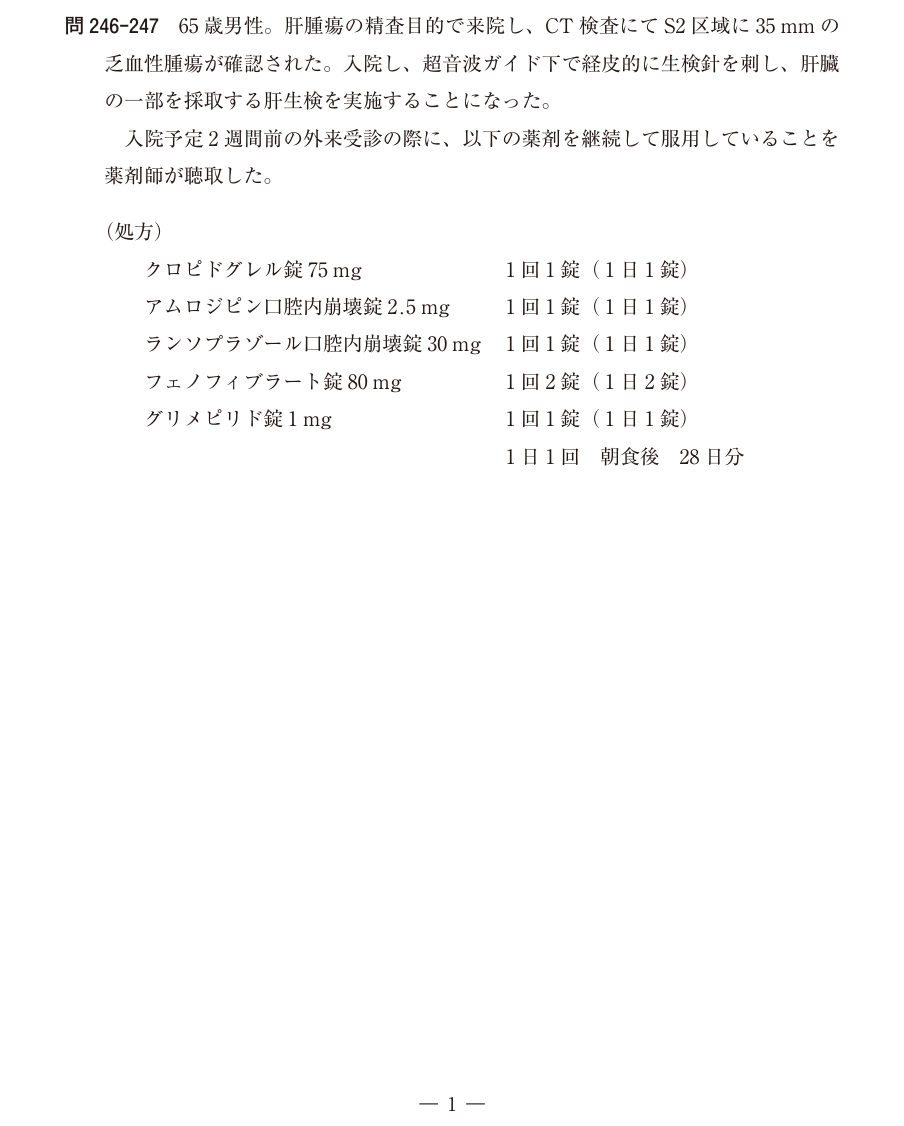 問 246−247 65 歳男性。肝腫瘍の精査目的で来院し、CT 検査にて S2 区域に 35 mm の
乏血性腫瘍が確認された。入院し、超音波ガイド下で経皮的に生検針を刺し、肝臓
の一部を採取する肝生検を実施することになった。
入院予定 2 週間前の外来受診の際に、以下の薬剤を継続して服用していることを
薬剤師が聴取した。
（処方）
クロピドグレル錠 75 mg 1 回 1 錠（1 日 1 錠）
アムロジピン口腔内崩壊錠 2.5 mg 1 回 1 錠（1 日 1 錠）
ランソプラゾール口腔内崩壊錠 30 mg 1 回 1 錠（1 日 1 錠）
フェノフィブラート錠 80 mg 1 回 2 錠（1 日 2 錠）
グリメピリド錠 1 mg 1 回 1 錠（1 日 1 錠）
1 日 1 回 朝食後 28 日分
— 1 —